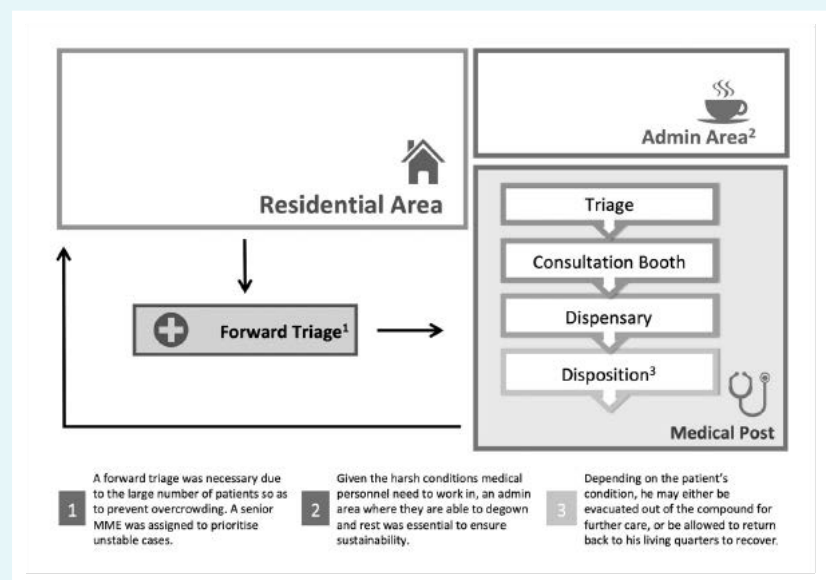 Residential Area
Admin Area²
Triage
Consultation Booth
Dispensary
Disposition³
Medical Post
Forward Triage¹
1
A forward triage was necessary due
to the large number of patients so as
to prevent overcrowding. A senior
MME was assigned to prioritise
unstable cases.
2
Given the harsh conditions medical
personnel need to work in, an admin
area where they are able to degown
and rest was essential to ensure
sustainability.
3
Depending on the patient's
condition, he may either be
evacuated out of the compound for
further care, or be allowed to return
back to his living quarters to recover.